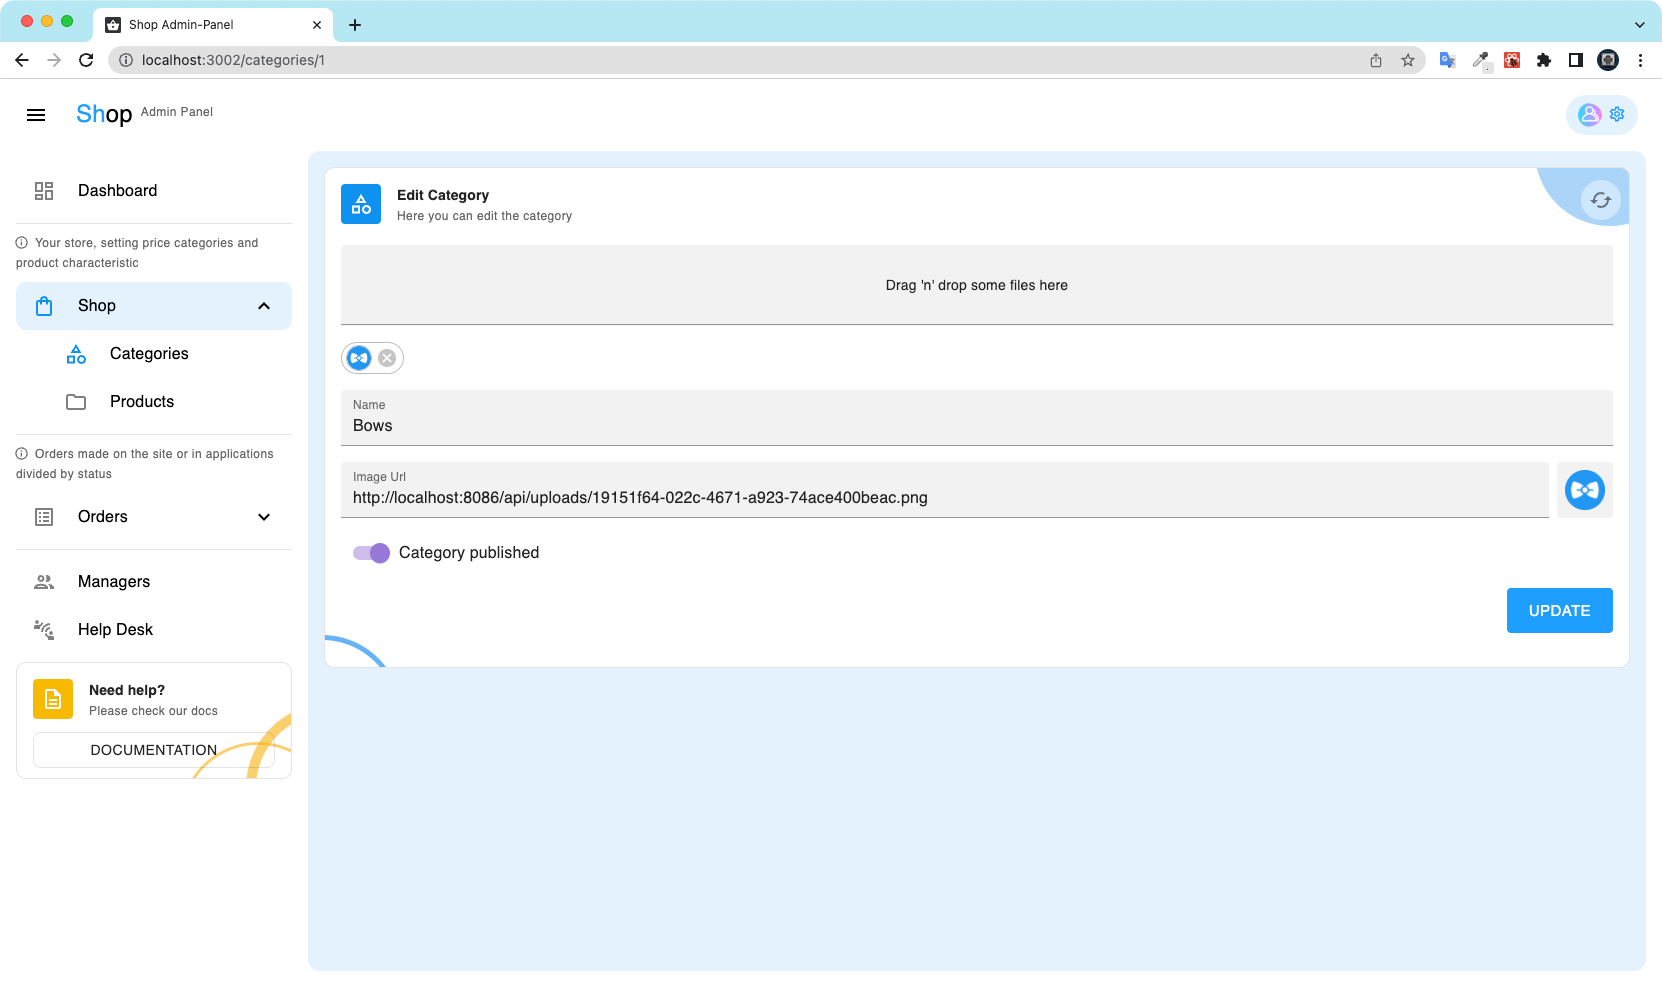 Shop Admin-Panel
localhost:3002/categories/1
Shop Admin Panel
Dashboard
Your store, setting price categories and
product characteristic
Shop
Categories
Products
Orders made on the site or in applications
divided by status
Orders
Managers
Help Desk
Need help?
Please check our docs
DOCUMENTATION
Edit Category
Here you can edit the category
Drag 'n' drop some files here
Name
Bows
Image Url
http://localhost:8086/api/uploads/19151f64-022c-4671-a923-74ace400beac.png
Category published
UPDATE